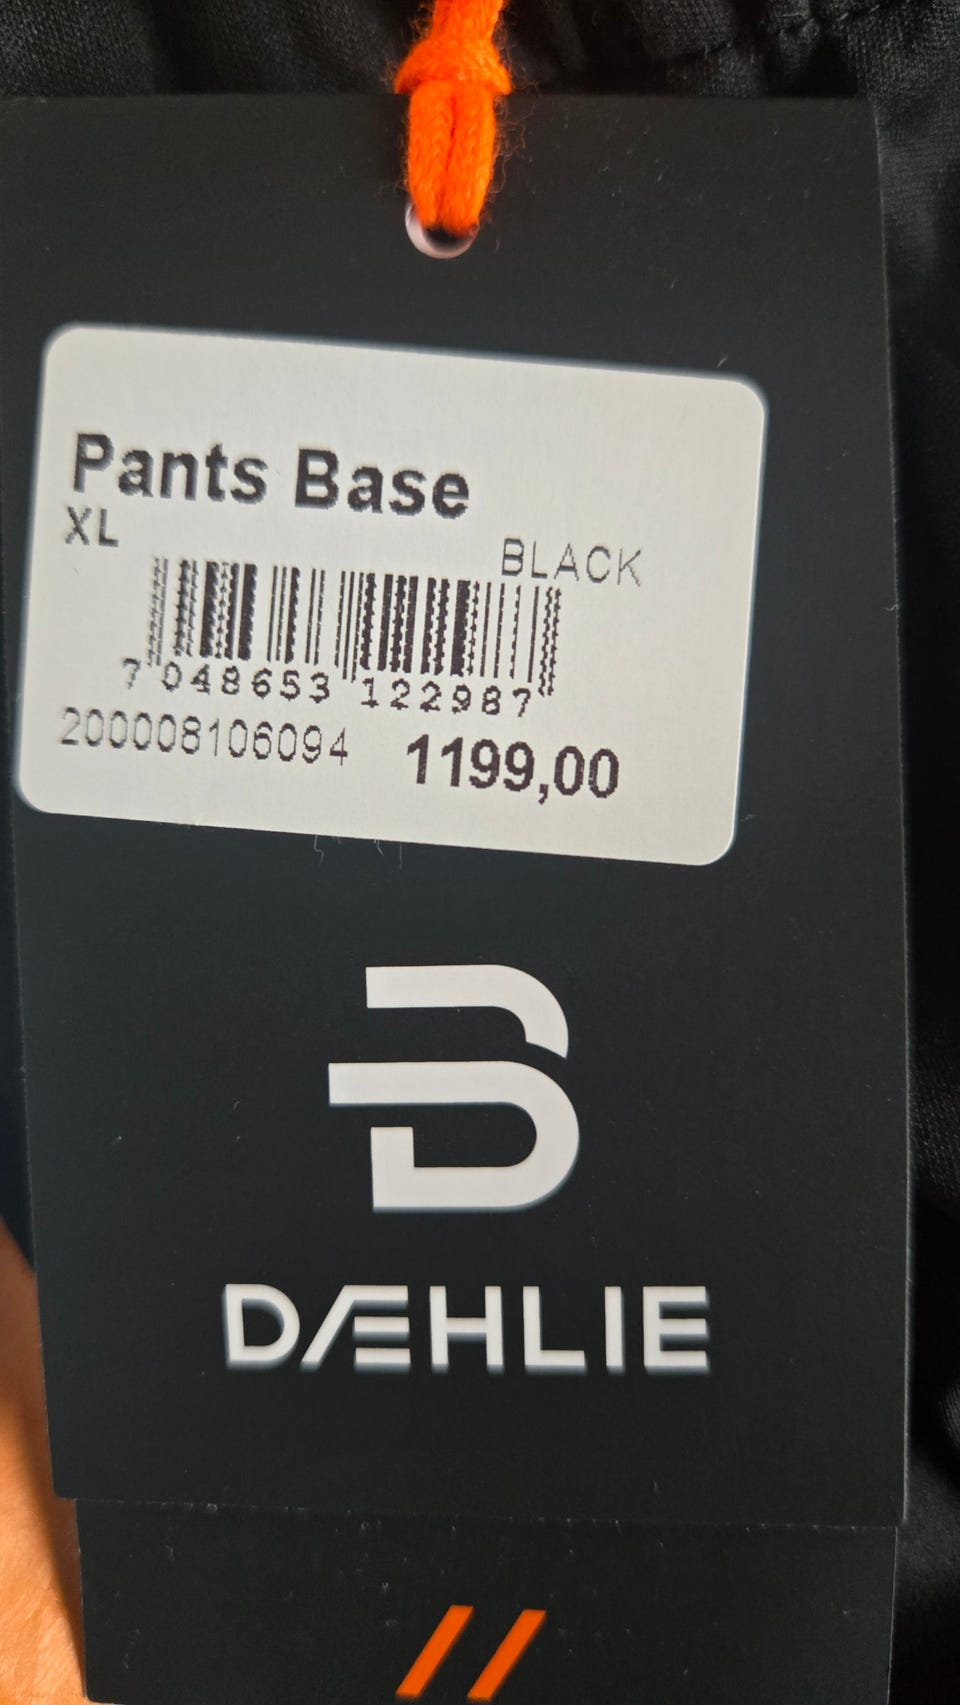 Pants Base
XL
BLACK
7 048653 122987
200008106094 1199,00
DÆHLIE